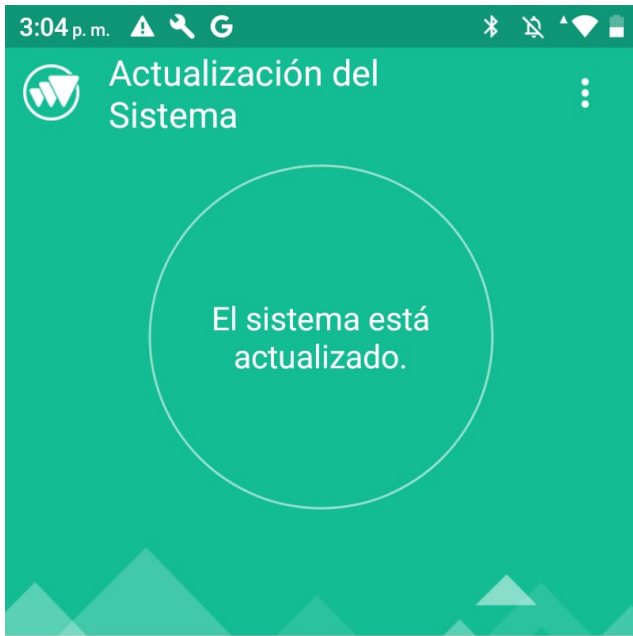 3:04 p. m. G
Actualización del
Sistema
El sistema está
actualizado.